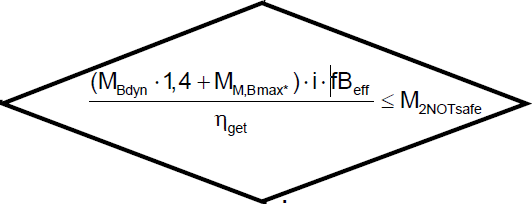 (M_Bdyn · 1,4 + M_M,Bmax*) · i · fB_eff
η_get
≤ M_2NOTsafe